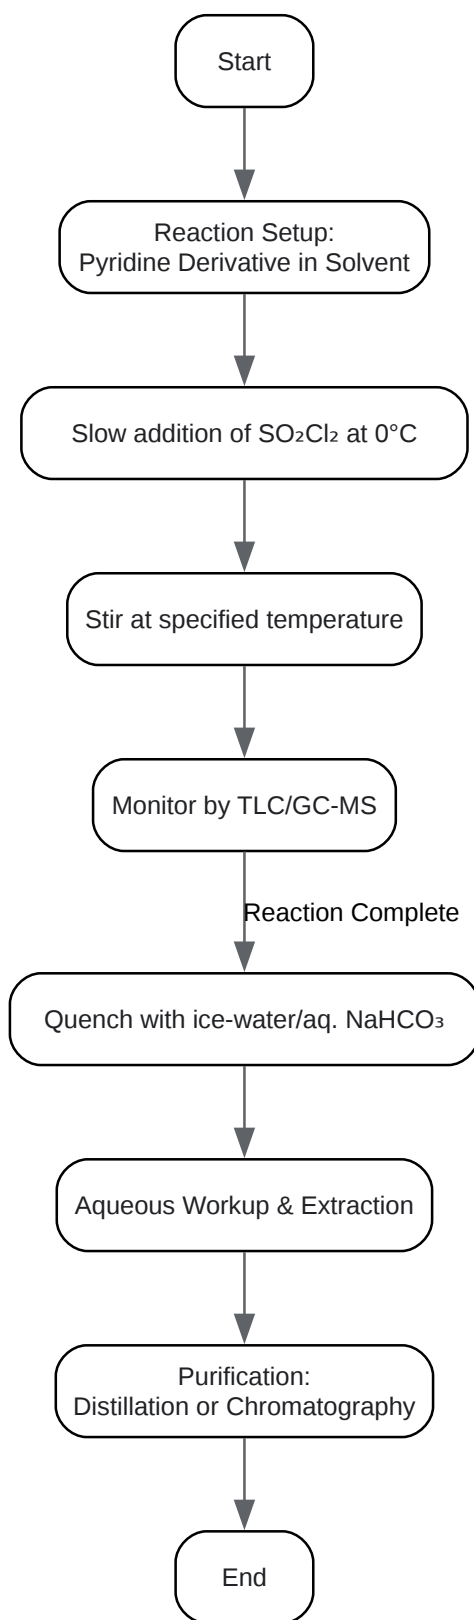 Start
Reaction Setup:
Pyridine Derivative in Solvent
Slow addition of SO₂Cl₂ at 0°C
Stir at specified temperature
Monitor by TLC/GC-MS
Reaction Complete
Quench with ice-water/aq. NaHCO₃
Aqueous Workup & Extraction
Purification:
Distillation or Chromatography
End